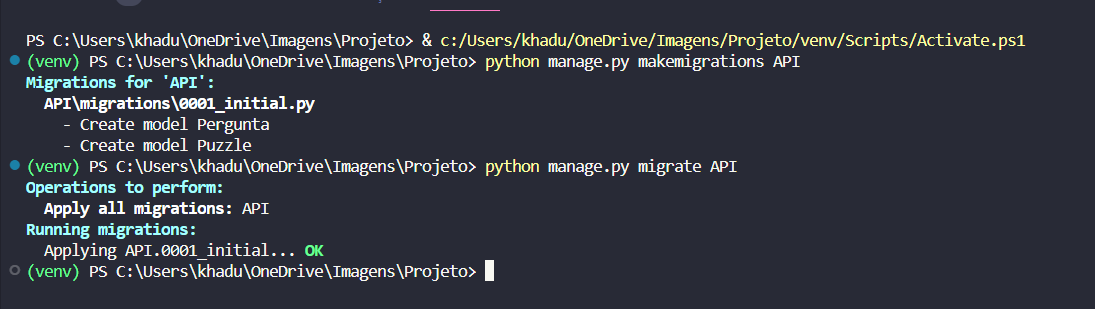 PS C:\Users\khadu\OneDrive\Imagens\Projeto> & c:/Users/khadu/OneDrive/Imagens/Projeto/venv/Scripts/Activate.ps1
(venv) PS C:\Users\khadu\OneDrive\Imagens\Projeto> python manage.py makemigrations API
Migrations for 'API':
API\migrations\0001_initial.py
- Create model Pergunta
- Create model Puzzle
(venv) PS C:\Users\khadu\OneDrive\Imagens\Projeto> python manage.py migrate API
Operations to perform:
Apply all migrations: API
Running migrations:
Applying API.0001_initial... OK
(venv) PS C:\Users\khadu\OneDrive\Imagens\Projeto>